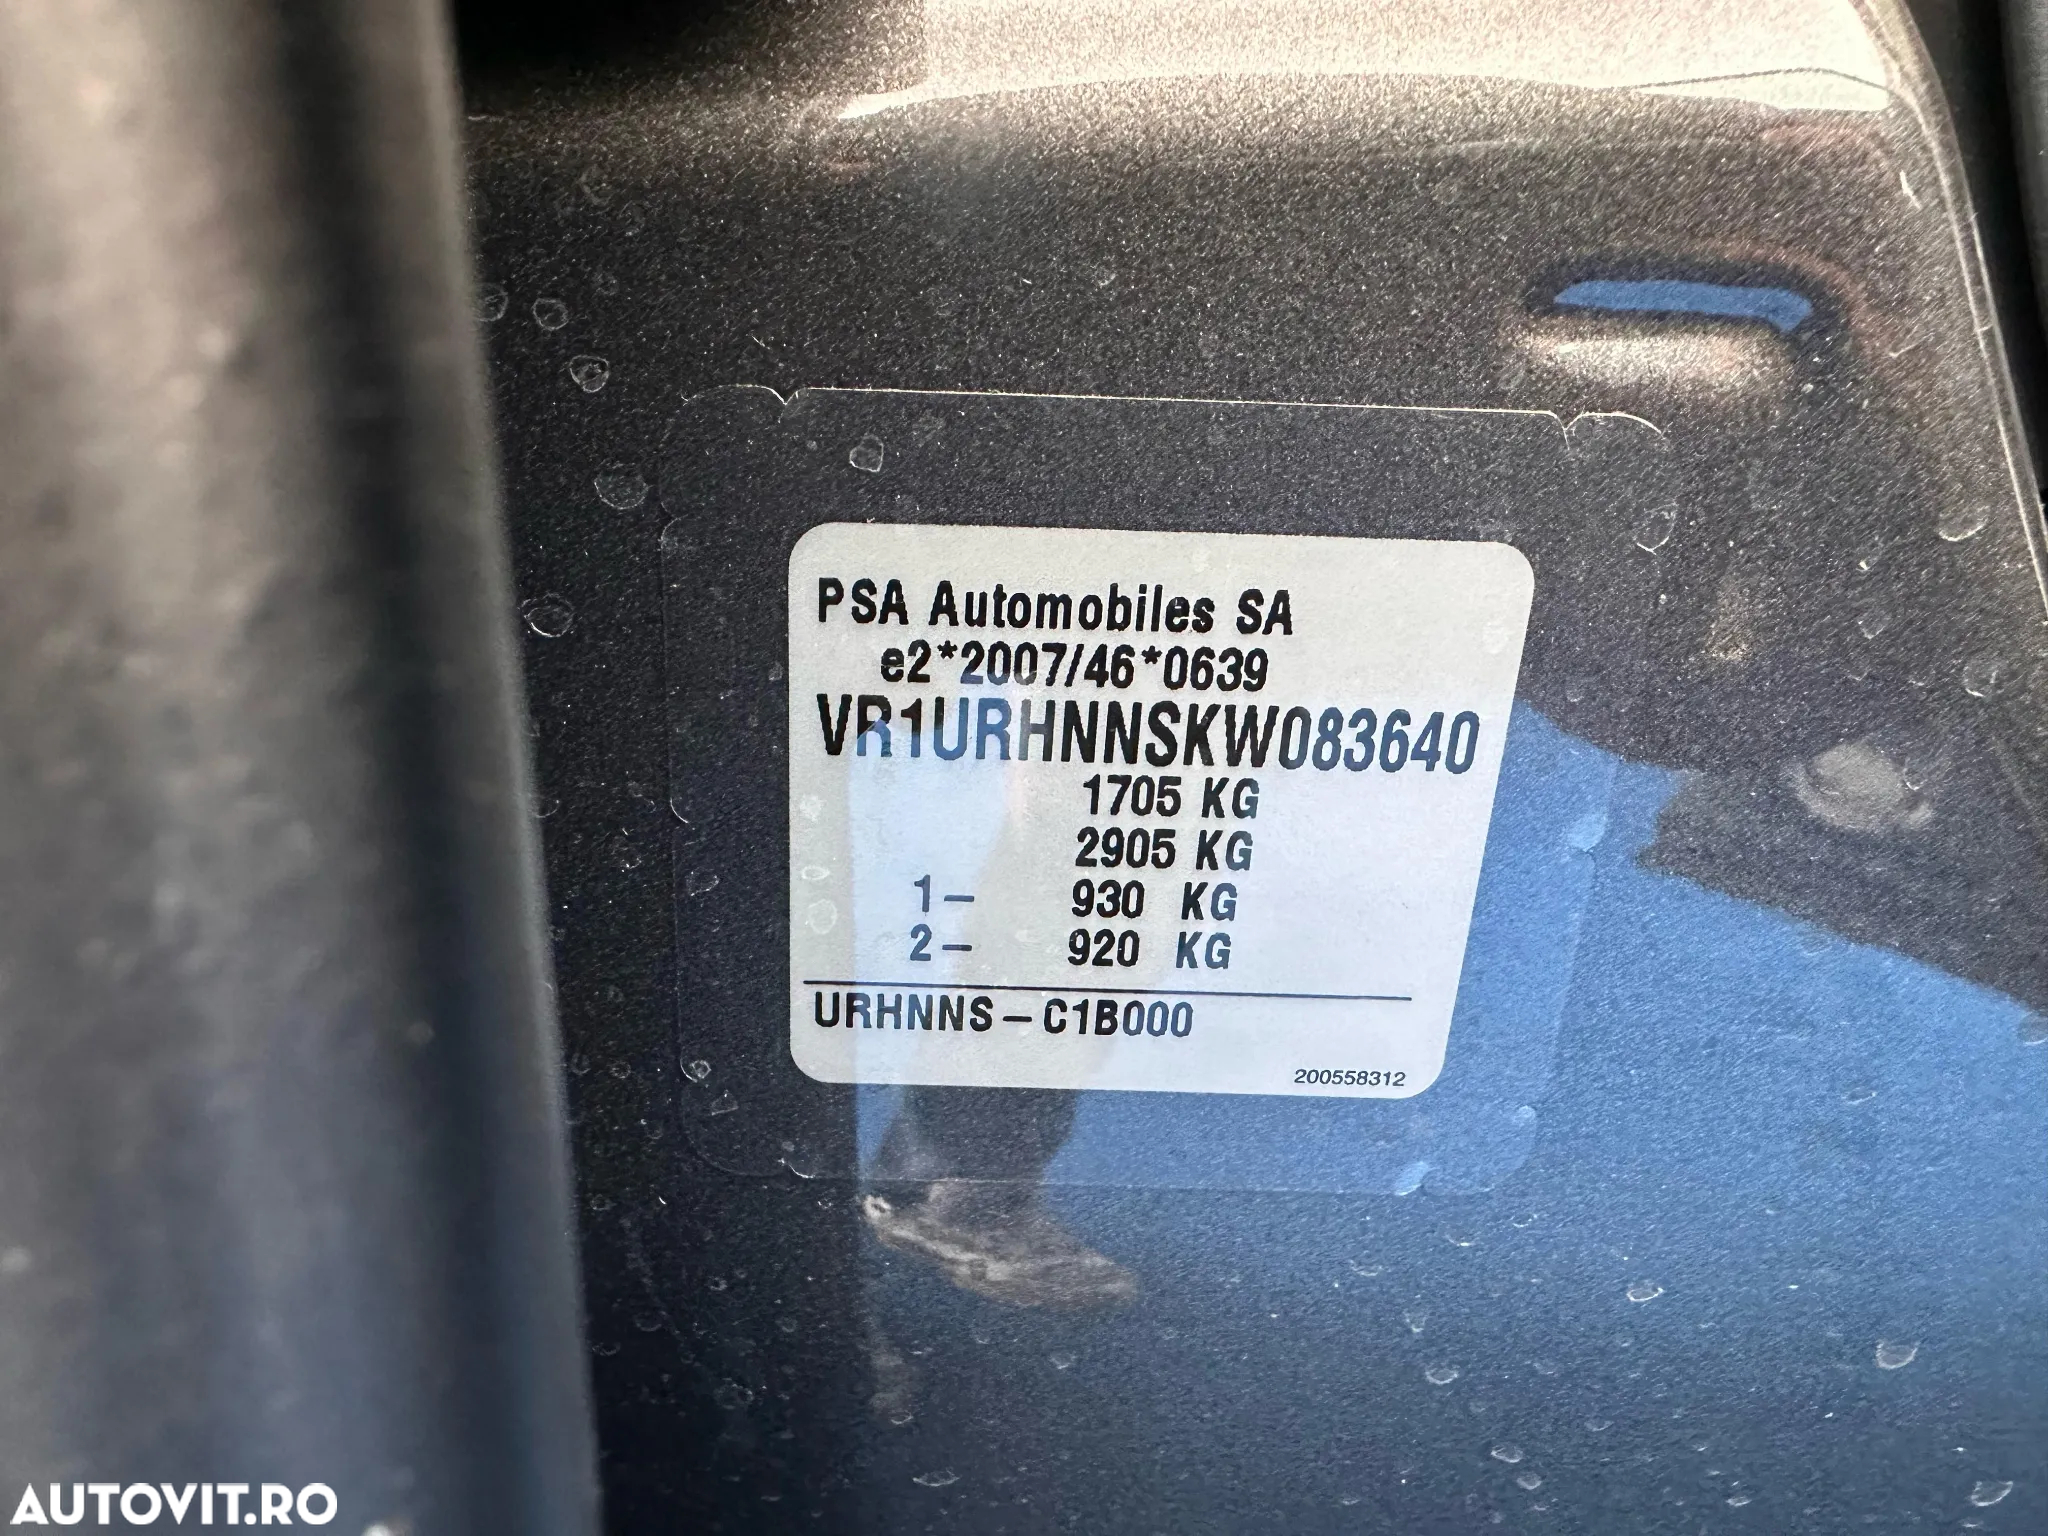 PSA Automobiles SA
e2*2007/46*0639
VR1URHNNSKW083640
1705 KG
2905 KG
1- 930 KG
2- 920 KG
URHNNS-C1B000
200558312
AUTOVIT.RO